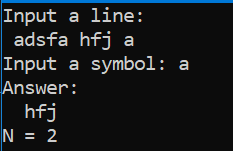 Input a line:
 adsfa hfj a
Input a symbol: a
Answer:
  hfj
N = 2